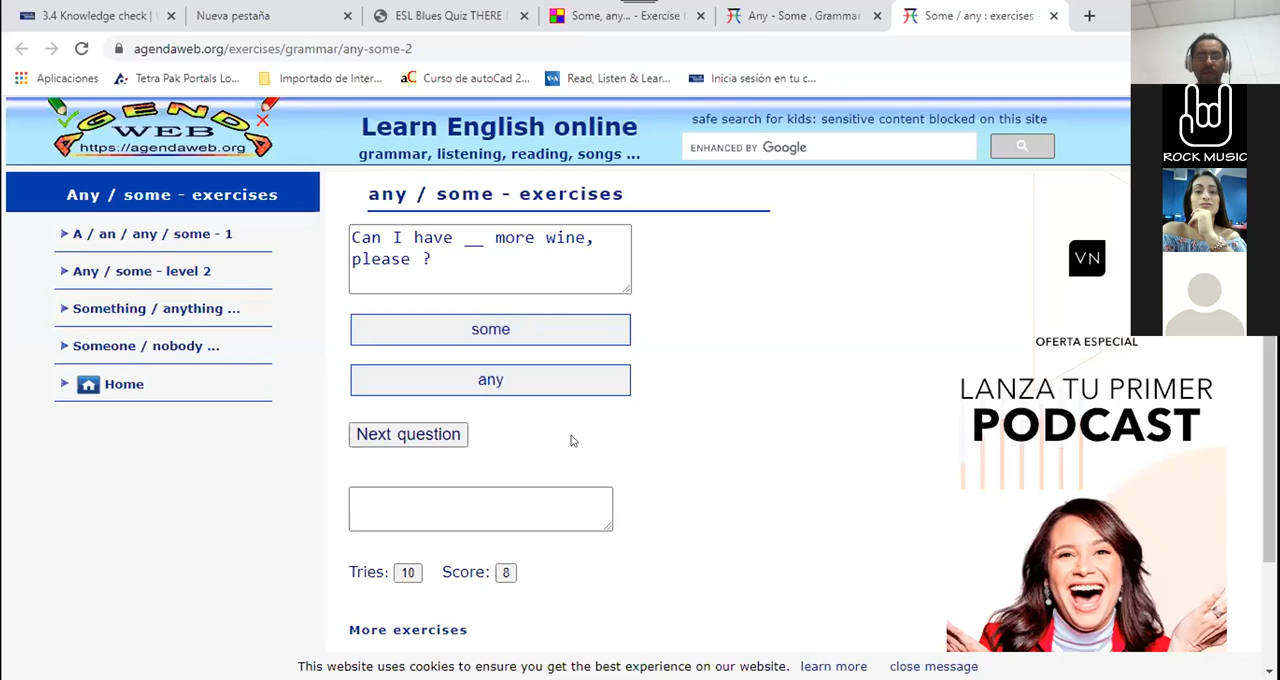 3.4 Knowledge check |
Nueva pestaña
ESL Blues Quiz THERE
Some, any... - Exercise
Any - Some . Grammar
Some / any : exercises -
agendaweb.org/exercises/grammar/any-some-2
Aplicaciones
Tetra Pak Portals Lo...
Importado de Inter...
Curso de autoCad 2...
Read, Listen & Lear...
Inicia sesión en tu c...
AGENDA
WEB
https://agendaweb.org
Learn English online
grammar, listening, reading, songs ...
safe search for kids: sensitive content blocked on this site
ENHANCED BY Google
ROCK MUSIC
Any / some - exercises
A / an / any / some - 1
Any / some - level 2
Something / anything ...
Someone / nobody ...
Home
any / some - exercises
Can I have __ more wine,
please ?
some
any
Next question
Tries: 10 Score: 8
More exercises
VN
OFERTA ESPECIAL
LANZA TU PRIMER
PODCAST
This website uses cookies to ensure you get the best experience on our website. learn more close message